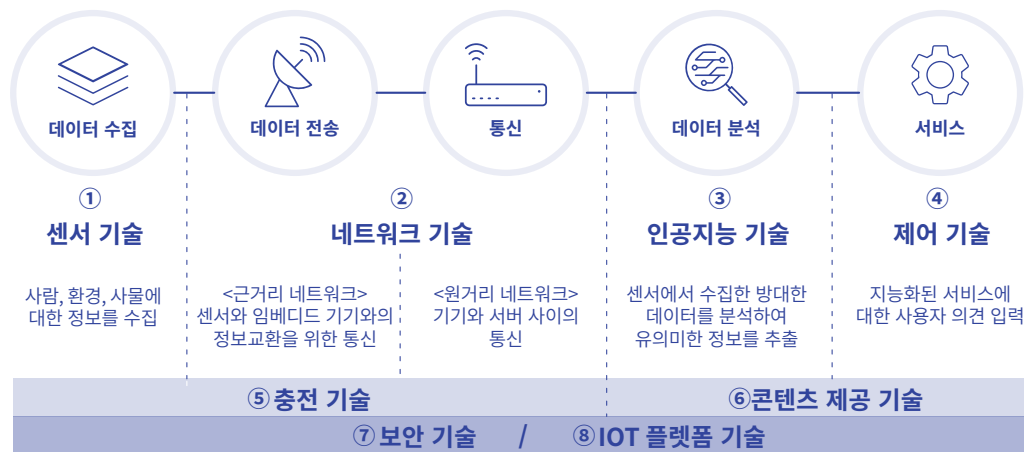 데이터 수집
데이터 전송
통신
데이터 분석
서비스
①
센서 기술
사람, 환경, 사물에
대한 정보를 수집
②
네트워크 기술
<근거리 네트워크>
센서와 임베디드 기기와의
정보교환을 위한 통신
<원거리 네트워크>
기기와 서버 사이의
통신
③
인공지능 기술
센서에서 수집한 방대한
데이터를 분석하여
유의미한 정보를 추출
④
제어 기술
지능화된 서비스에
대한 사용자 의견 입력
⑤ 충전 기술
⑥콘텐츠 제공 기술
⑦ 보안 기술 / ⑧ IOT 플렛폼 기술